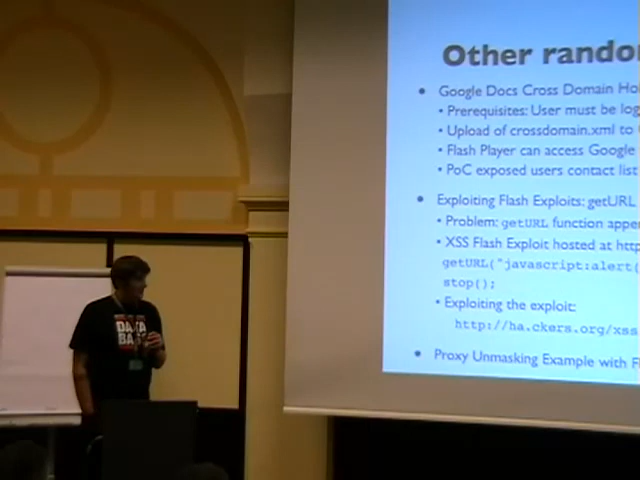 Other rando
• Google Docs Cross Domain Ho
• Prerequisites: User must be log
• Upload of crossdomain.xml to
• Flash Player can access Google
• PoC exposed users contact list
• Exploiting Flash Exploits: getURL
• Problem: getURL function appe
• XSS Flash Exploit hosted at http
getURL("javascript:alert(
stop();
• Exploiting the exploit:
http://ha.ckers.org/xss
• Proxy Unmasking Example with Fl
DATA